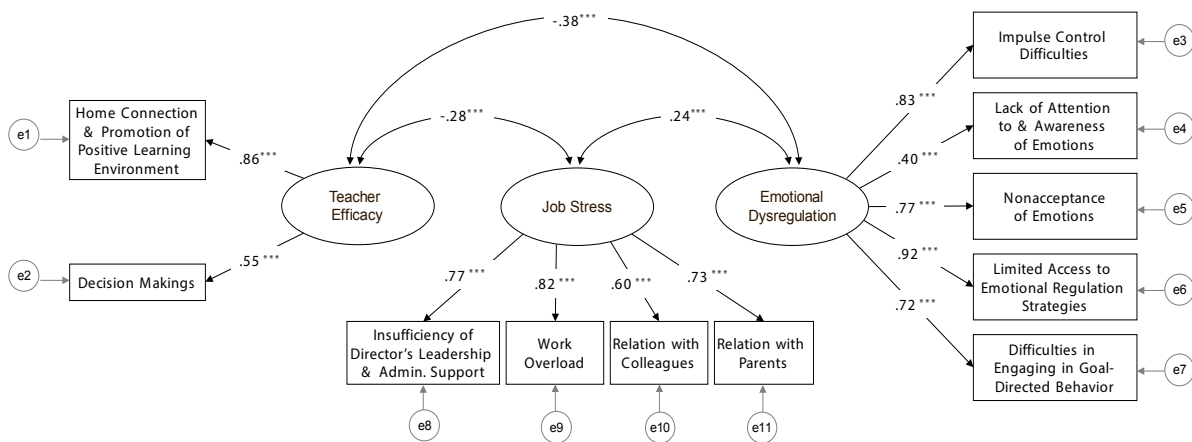 -.38***
Impulse Control
Difficulties
e3
.83 ***
Home Connection
& Promotion of
Positive Learning
Environment
e1
-.28***
.24***
Lack of Attention
to & Awareness
of Emotions
e4
.86***
.40 ***
Teacher
Efficacy
Job Stress
Emotional
Dysregulation
.77 ***
Nonacceptance
of Emotions
e5
.55 ***
Decision Makings
e2
.92***
Limited Access to
Emotional Regulation
Strategies
e6
.77 ***
.82 ***
.60 ***
.73 ***
.72 ***
Insufficiency of
Director's Leadership
& Admin. Support
Work
Overload
Relation with
Colleagues
Relation with
Parents
Difficulties in
Engaging in Goal-
Directed Behavior
e7
e8
e9
e10
e11